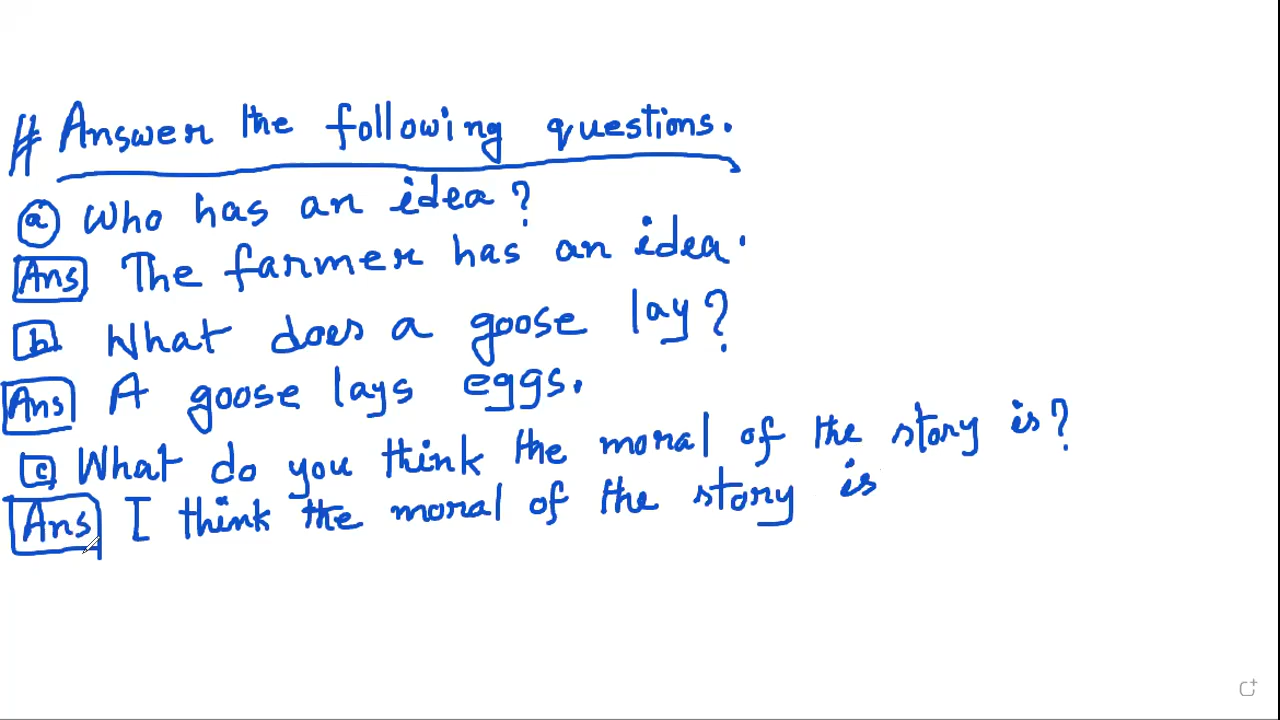 # Answer the following questions.
a Who has an idea?
Ans The farmer has an idea.
b What does a goose lay?
Ans A goose lays eggs.
c What do you think the moral of the story is?
Ans I think the moral of the story is